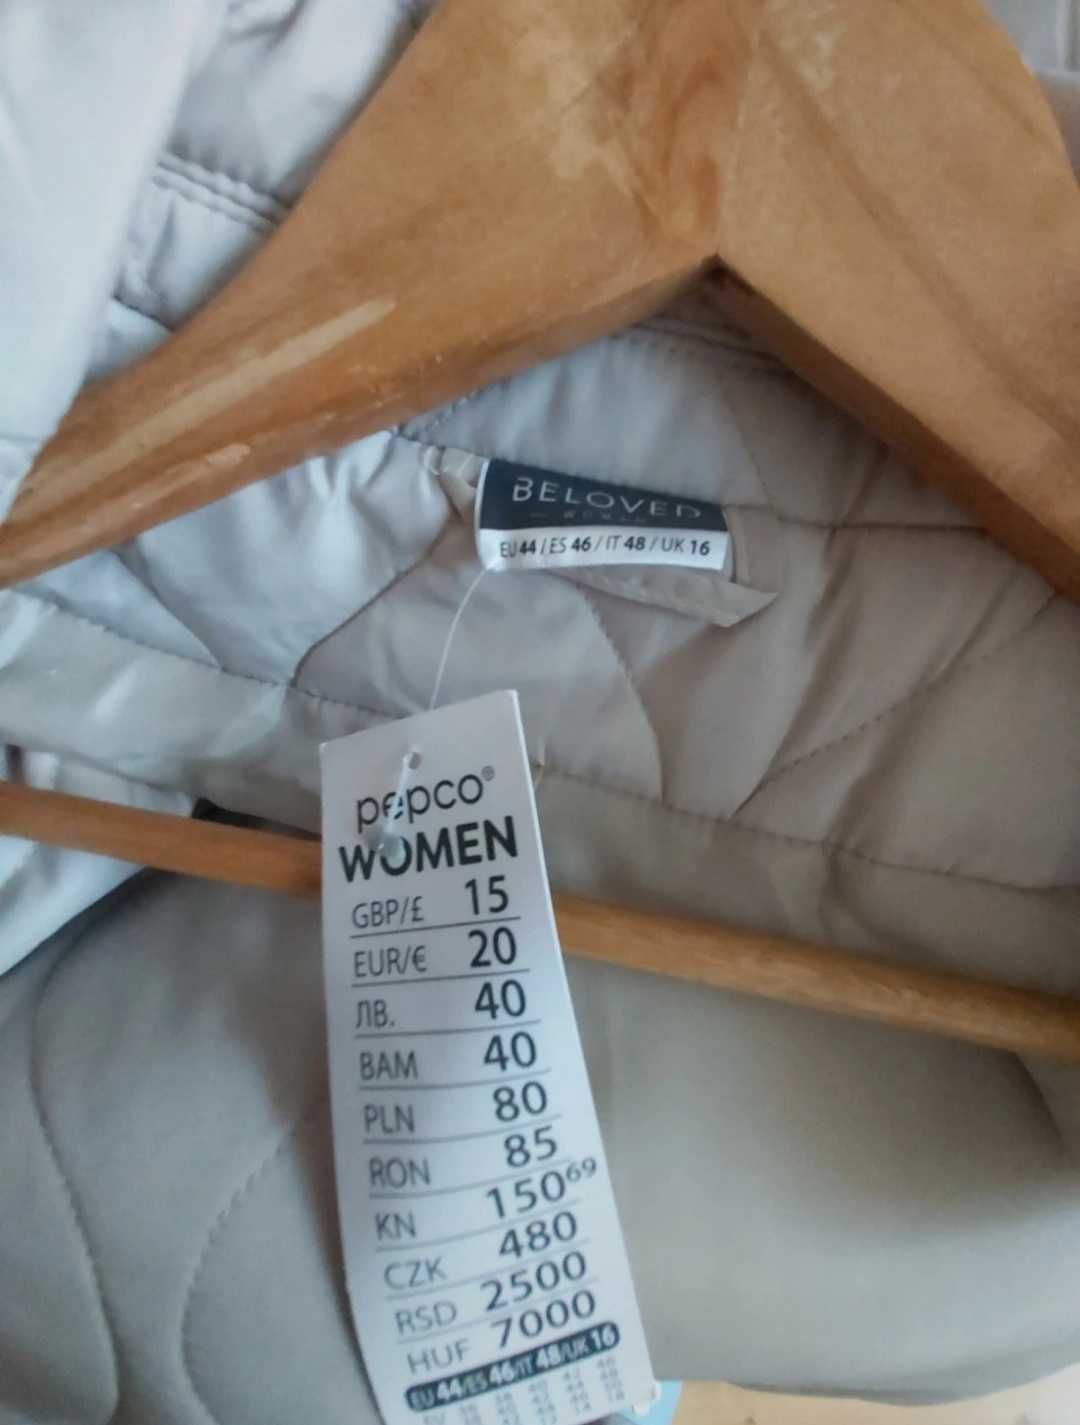 BELOVED
WOMAN
EU 44 / ES 46 / IT 48 / UK 16
pepco®
WOMEN
GBP/£ 15
EUR/€ 20
ЛВ. 40
BAM 40
PLN 80
RON 85
KN 150⁶⁹
CZK 480
RSD 2500
HUF 7000
EU 44/ES 46/IT 48/UK 16